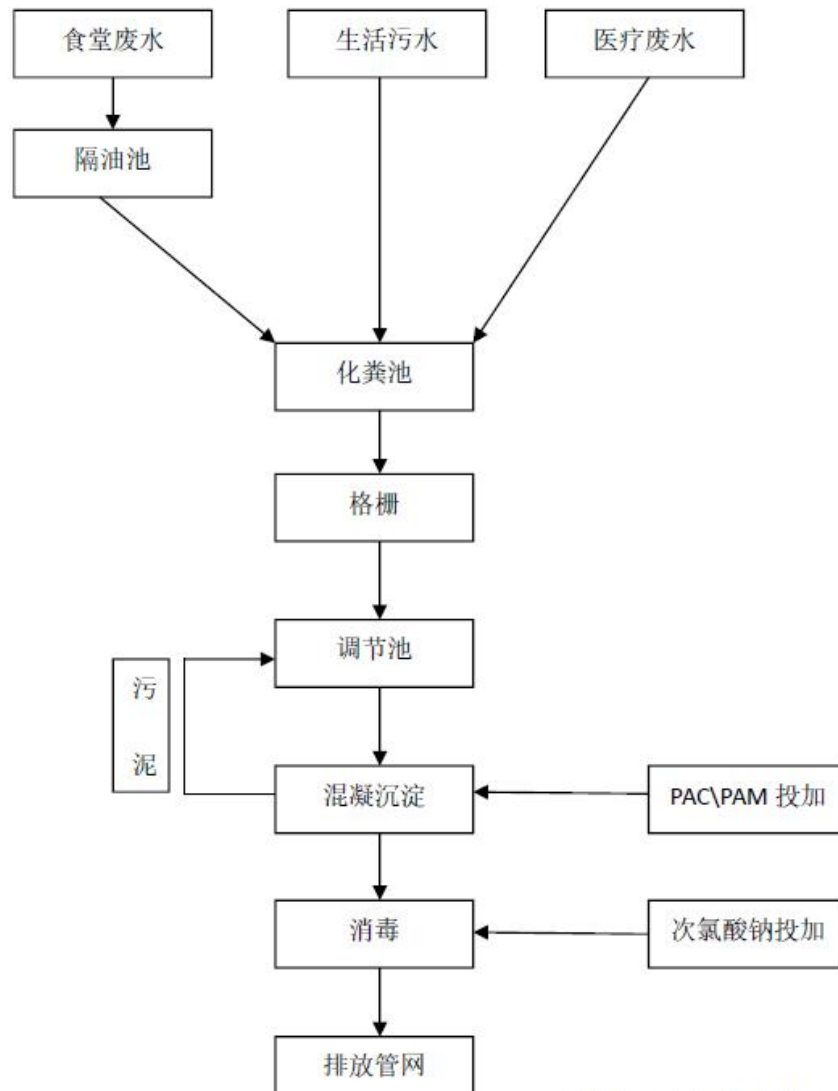 食堂废水
生活污水
医疗废水
隔油池
化粪池
格栅
调节池
污
泥
混凝沉淀
PAC\PAM 投加
消毒
次氯酸钠投加
排放管网